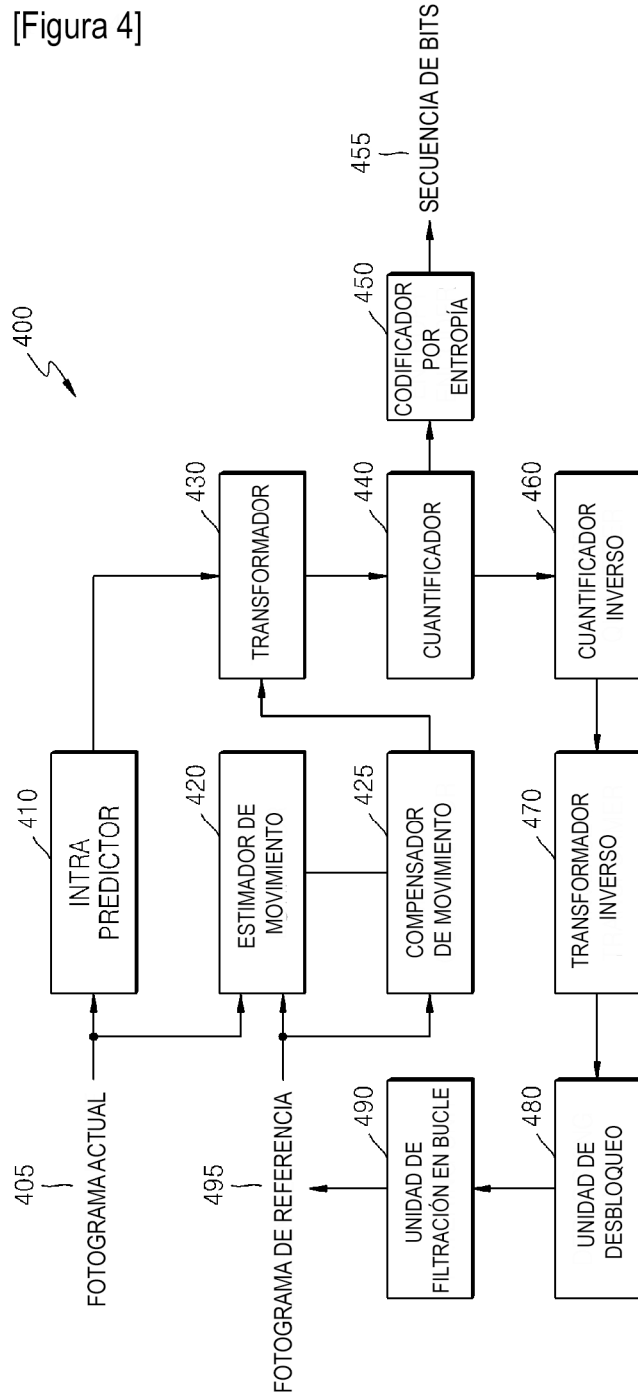 [Figura 4]
400
405
FOTOGRAMA ACTUAL
410
INTRA
PREDICTOR
430
TRANSFORMADOR
495
FOTOGRAMA DE REFERENCIA
420
ESTIMADOR DE
MOVIMIENTO
440
CUANTIFICADOR
450
CODIFICADOR
POR
ENTROPÍA
455
SECUENCIA DE BITS
490
UNIDAD DE
FILTRACIÓN EN BUCLE
425
COMPENSADOR
DE MOVIMIENTO
480
UNIDAD DE
DESBLOQUEO
470
TRANSFORMADOR
INVERSO
460
CUANTIFICADOR
INVERSO